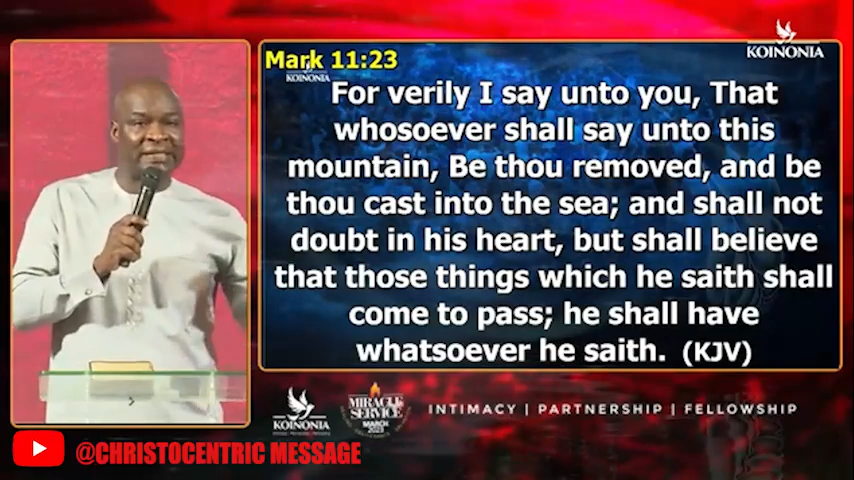 Mark 11:23
KOINONIA
KOINONIA
For verily I say unto you, That
whosoever shall say unto this
mountain, Be thou removed, and be
thou cast into the sea; and shall not
doubt in his heart, but shall believe
that those things which he saith shall
come to pass; he shall have
whatsoever he saith. (KJV)
KOINONIA
MIRACLE
SERVICE
MARCH
2023
INTIMACY | PARTNERSHIP | FELLOWSHIP
@CHRISTOCENTRIC MESSAGE